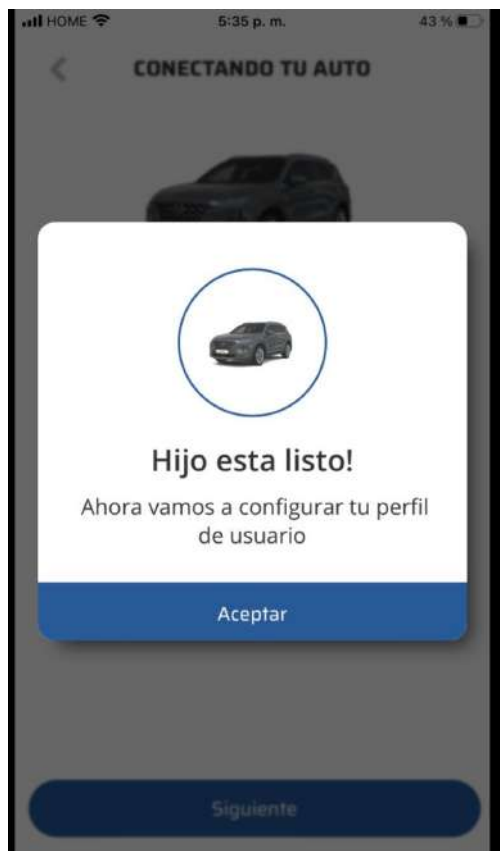 HOME 5:35 p. m. 43 %
CONECTANDO TU AUTO
Hijo esta listo!
Ahora vamos a configurar tu perfil
de usuario
Aceptar
Siguiente